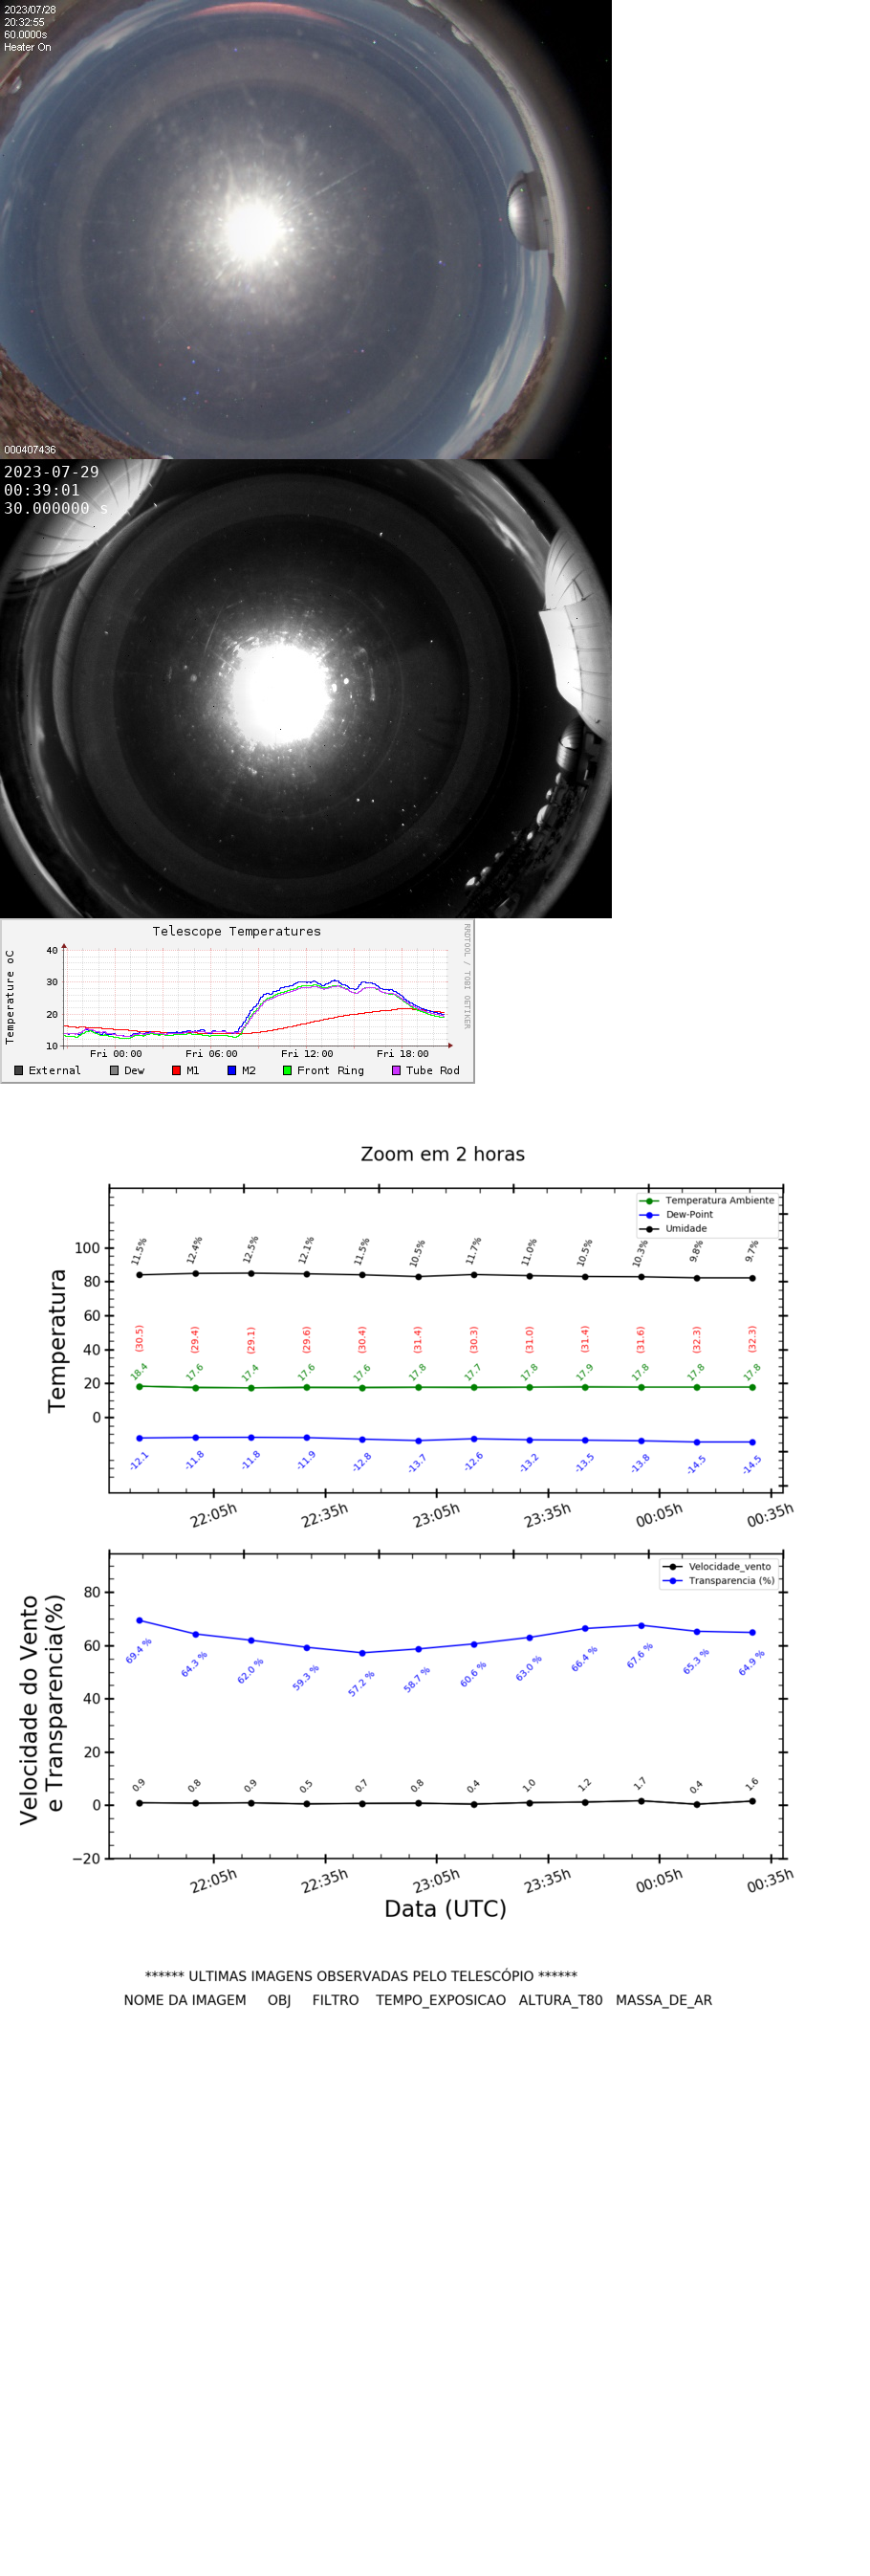 2023/07/28
20:32:55
60.0000s
Heater On
000407436
2023-07-29
00:39:01
30.000000 s
Telescope Temperatures
RRDTOOL / TOBI OETIKER
Temperature oC
40
30
20
10
Fri 00:00 Fri 06:00 Fri 12:00 Fri 18:00
External Dew M1 M2 Front Ring Tube Rod
Zoom em 2 horas
Temperatura Ambiente
Dew-Point
Umidade
Temperatura
100
80
60
40
20
0
11.5% 12.4% 12.5% 12.1% 11.5% 10.5% 11.7% 11.0% 10.5% 10.3% 9.8% 9.7%
(30.5) (29.4) (29.1) (29.6) (30.4) (31.4) (30.3) (31.0) (31.4) (31.6) (32.3) (32.3)
18.4 17.6 17.4 17.6 17.6 17.8 17.7 17.8 17.9 17.8 17.8 17.8
-12.1 -11.8 -11.8 -11.9 -12.8 -13.7 -12.6 -13.2 -13.5 -13.8 -14.5 -14.5
22:05h 22:35h 23:05h 23:35h 00:05h 00:35h
Velocidade_vento
Transparencia (%)
Velocidade do Vento
e Transparencia(%)
80
60
40
20
0
−20
69.4 % 64.3 % 62.0 % 59.3 % 57.2 % 58.7 % 60.6 % 63.0 % 66.4 % 67.6 % 65.3 % 64.9 %
0.9 0.8 0.9 0.5 0.7 0.8 0.4 1.0 1.2 1.7 0.4 1.6
22:05h 22:35h 23:05h 23:35h 00:05h 00:35h
Data (UTC)
****** ULTIMAS IMAGENS OBSERVADAS PELO TELESCÓPIO ******
NOME DA IMAGEM OBJ FILTRO TEMPO_EXPOSICAO ALTURA_T80 MASSA_DE_AR